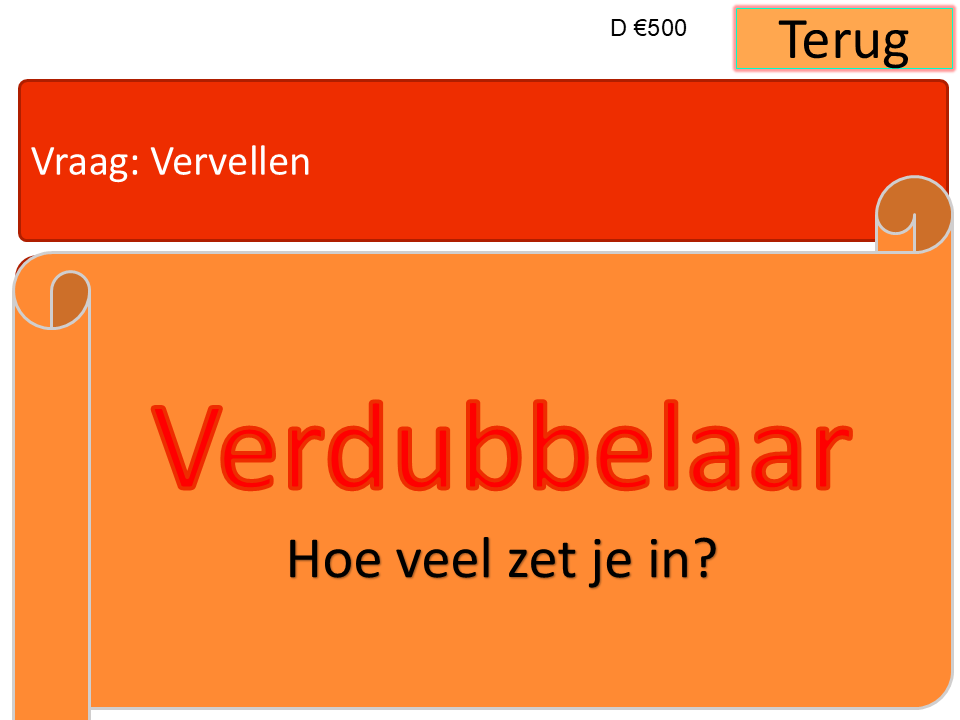 D €500
Terug
Vraag: Vervellen
Verdubbelaar
Hoe veel zet je in?